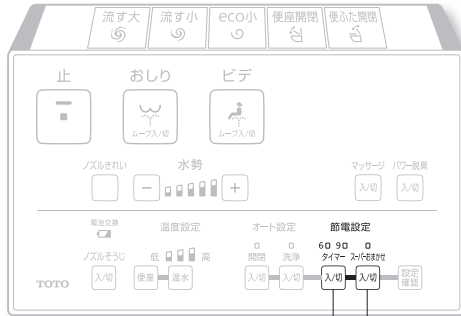 流す大 流す小 eco小 便座開閉 便ふた開閉
止 おしり ビデ
ムーブ入/切 ムーブ入/切
ノズルきれい 水勢 マッサージ パワー脱臭
− + 入/切 入/切
電池交換 温度設定 オート設定 節電設定
60 90
ノズルそうじ 低 高 開閉 洗浄 タイマー スーパーおまかせ
TOTO 入/切 便座 温水 入/切 入/切 入/切 入/切 設定
確認